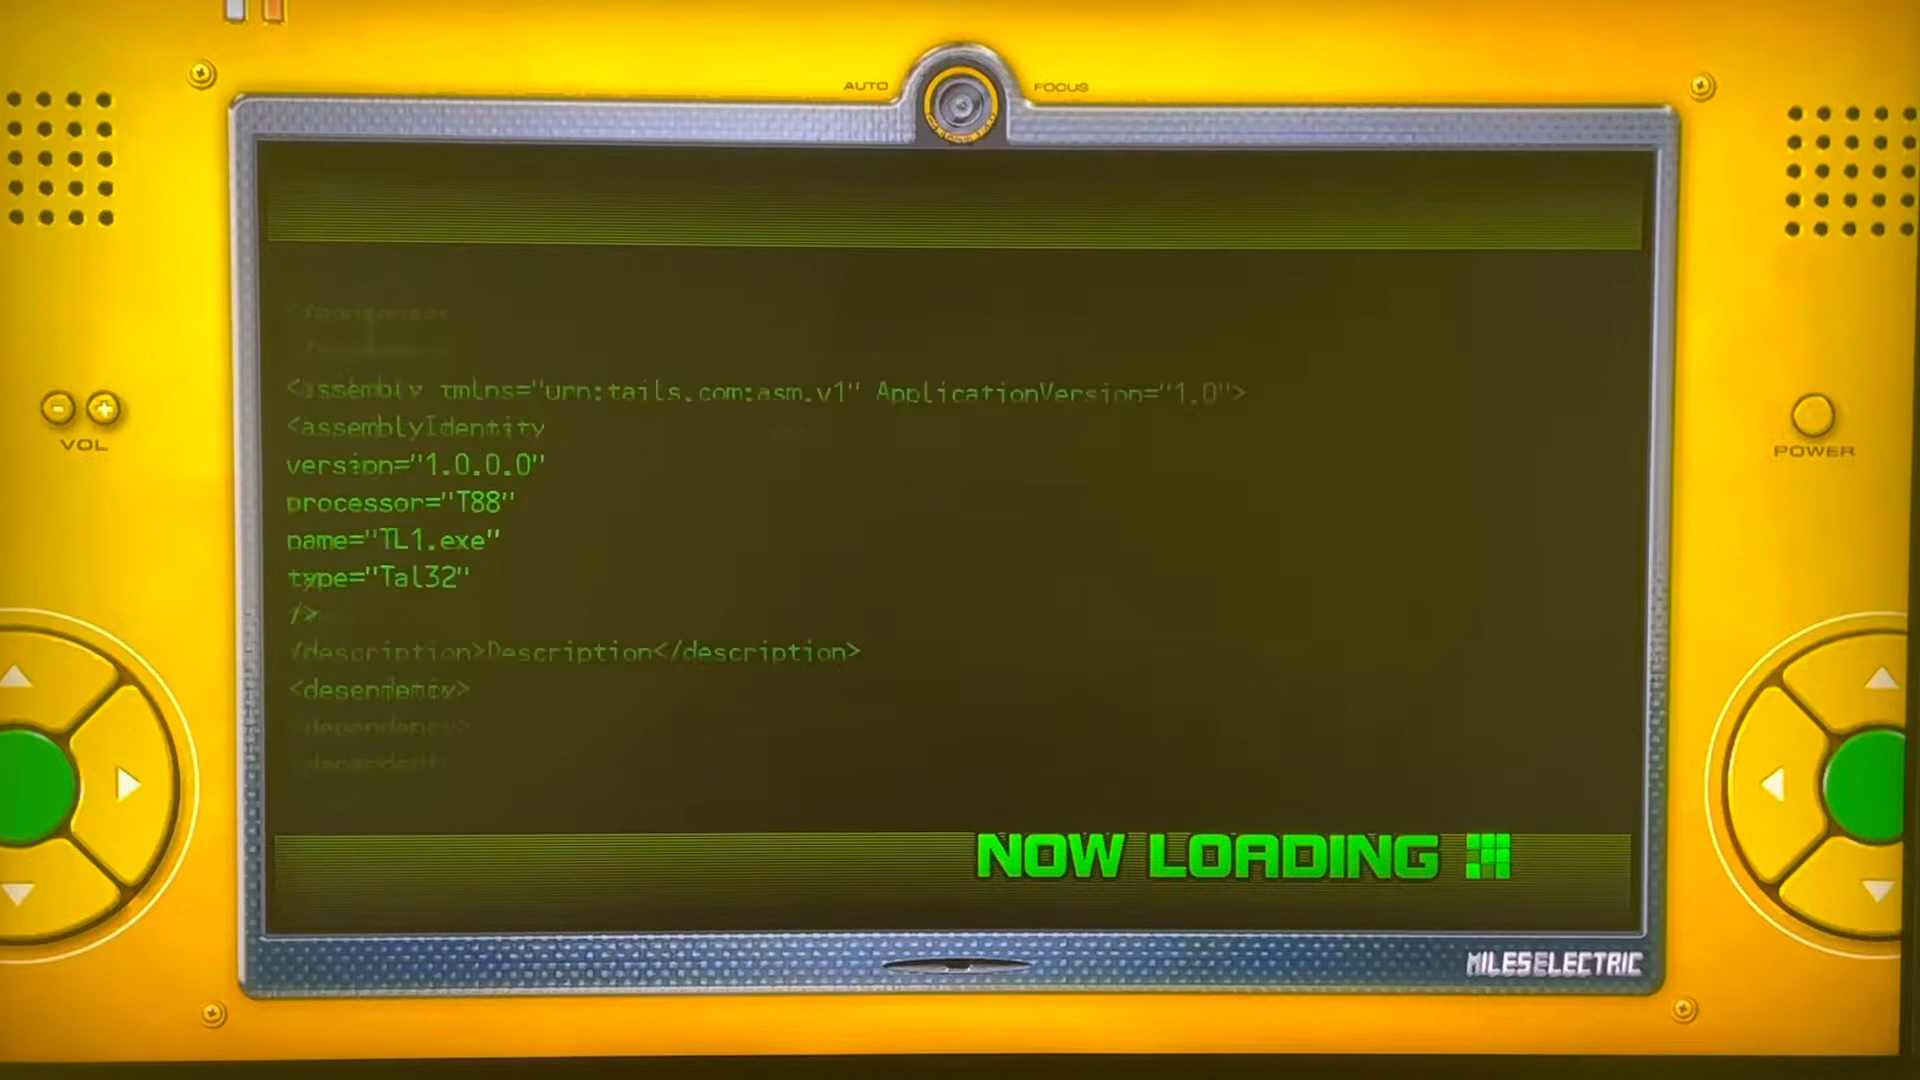 AUTO FOCUS
<assembly xmlns="urn:tails.com:asm.v1" ApplicationVersion="1.0">
<assemblyIdentity
version="1.0.0.0"
processor="T88"
name="TL1.exe"
type="Tal32"
/>
/description>Description</description>
VOL
POWER
NOW LOADING
MILESELECTRIC